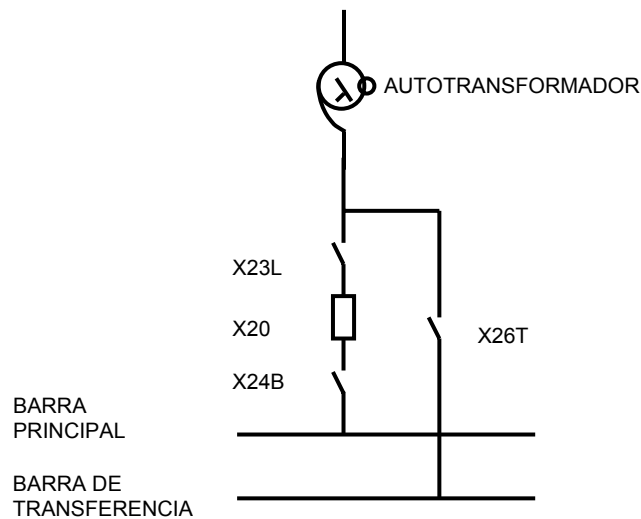 AUTOTRANSFORMADOR
X23L
X20
X26T
X24B
BARRA
PRINCIPAL
BARRA DE
TRANSFERENCIA